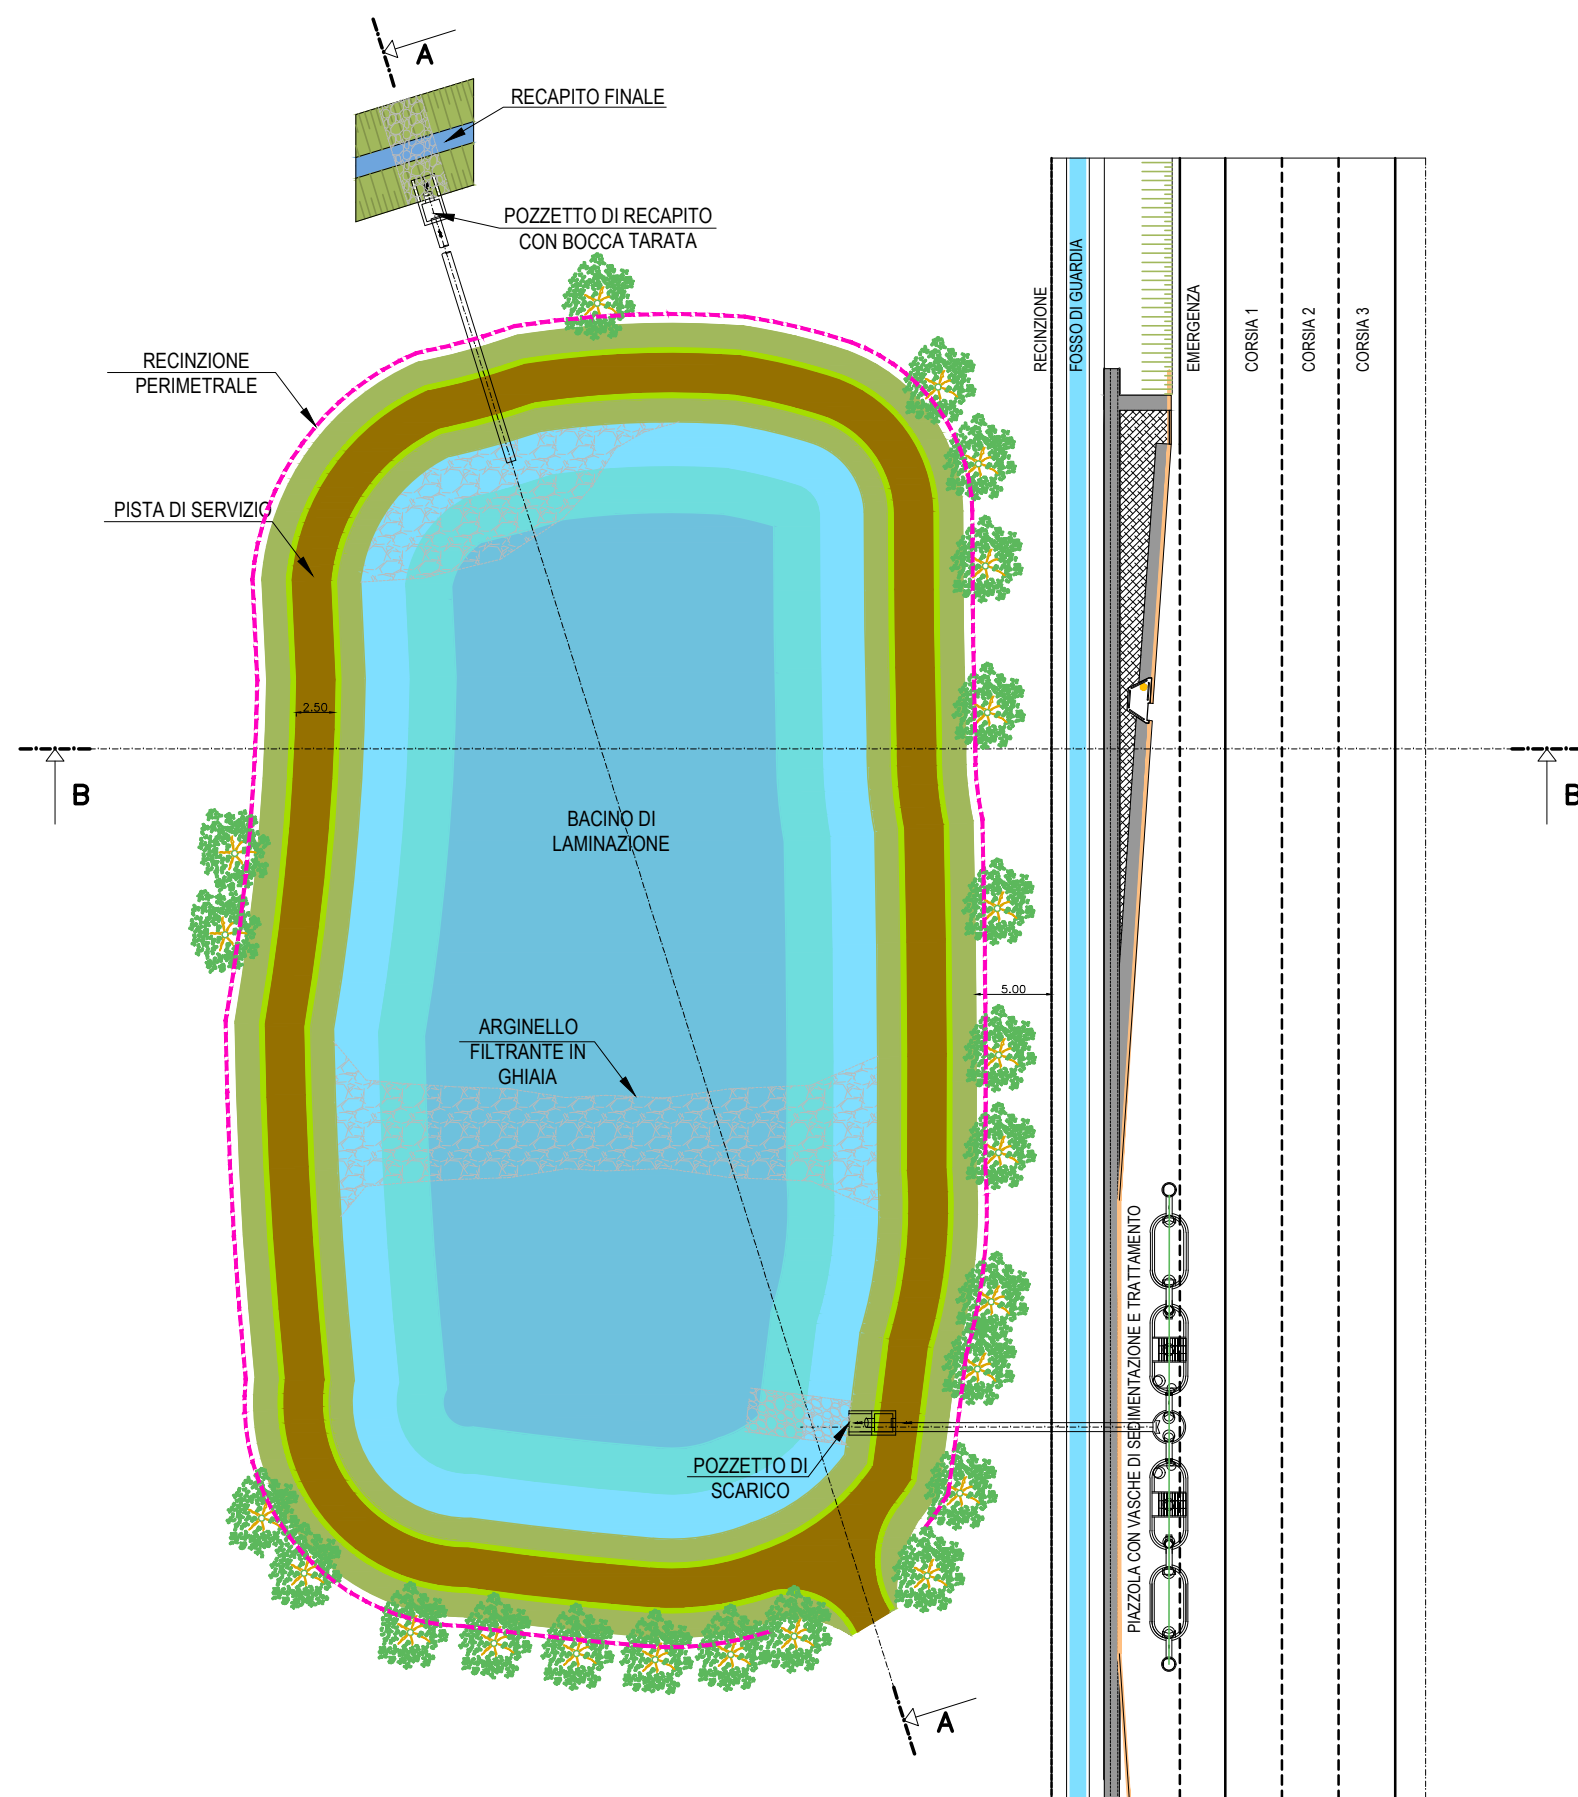 A
RECAPITO FINALE
POZZETTO DI RECAPITO
CON BOCCA TARATA
RECINZIONE
PERIMETRALE
PISTA DI SERVIZIO
RECINZIONE
FOSSO DI GUARDIA
EMERGENZA
CORSIA 1
CORSIA 2
CORSIA 3
2.50
B
B
BACINO DI
LAMINAZIONE
5.00
ARGINELLO
FILTRANTE IN
GHIAIA
PIAZZOLA CON VASCHE DI SEDIMENTAZIONE E TRATTAMENTO
POZZETTO DI
SCARICO
A